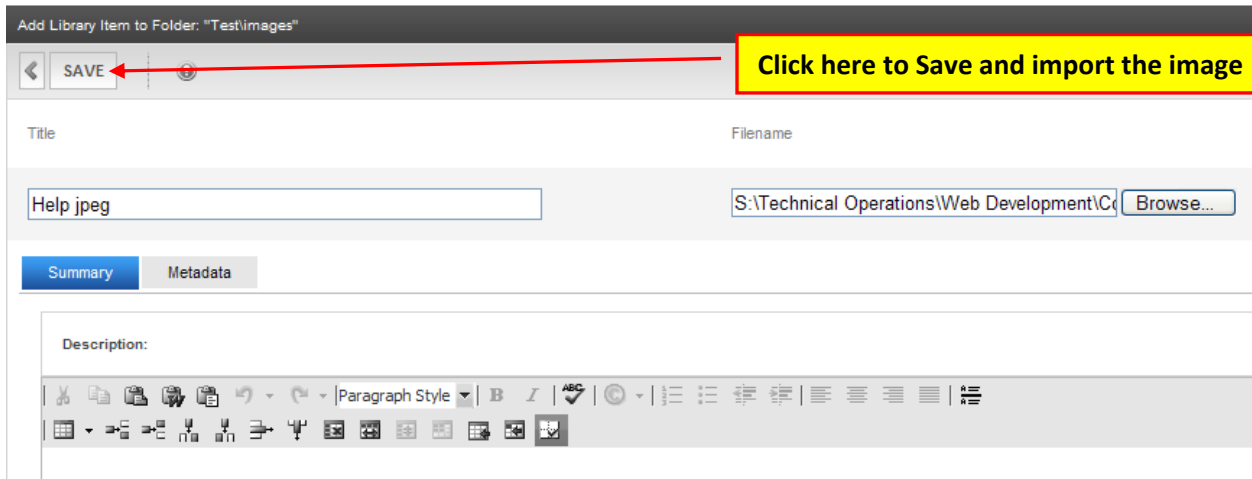 Add Library Item to Folder: "Test\images"
SAVE
Click here to Save and import the image
Title
Filename
Help jpeg
S:\Technical Operations\Web Development\Co
Browse...
Summary
Metadata
Description:
Paragraph Style
B I
ABC